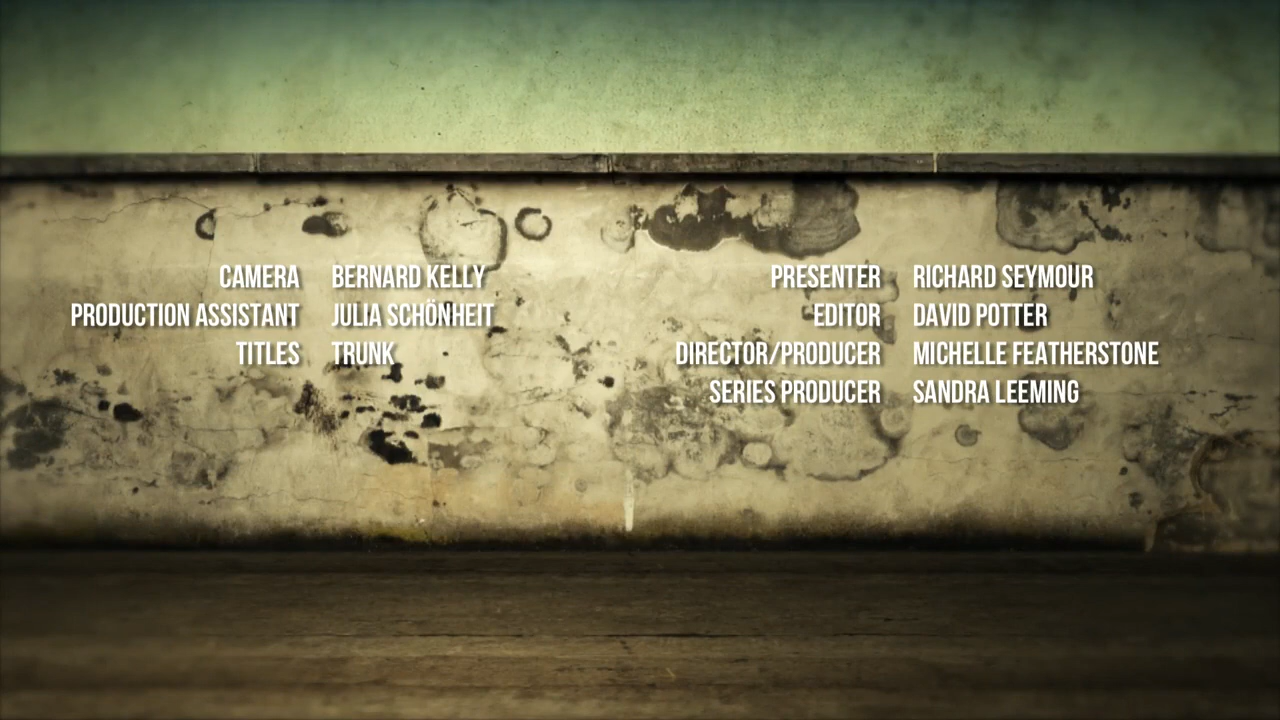 CAMERA BERNARD KELLY
PRODUCTION ASSISTANT JULIA SCHÖNHEIT
TITLES TRUNK
PRESENTER RICHARD SEYMOUR
EDITOR DAVID POTTER
DIRECTOR/PRODUCER MICHELLE FEATHERSTONE
SERIES PRODUCER SANDRA LEEMING